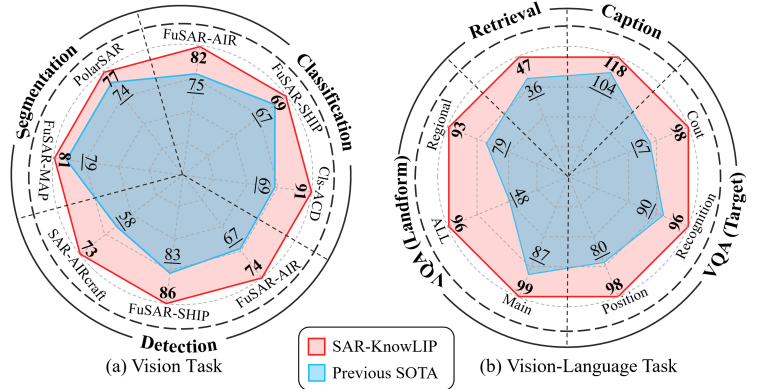 Segmentation
Classification
Detection
FuSAR-AIR
82
75
FuSAR-SHIP
69
67
Cls-ACD
91
69
FuSAR-AIR
74
67
FuSAR-SHIP
86
83
SAR-AIRcraft
73
58
FuSAR-MAP
81
79
PolarSAR
77
74
(a) Vision Task
Retrieval
Caption
VQA (Landform)
VQA (Target)
47
36
118
104
Cout
98
67
Recognition
96
90
Position
98
80
Main
99
87
ALL
96
48
Regional
93
79
(b) Vision-Language Task
SAR-KnowLIP
Previous SOTA